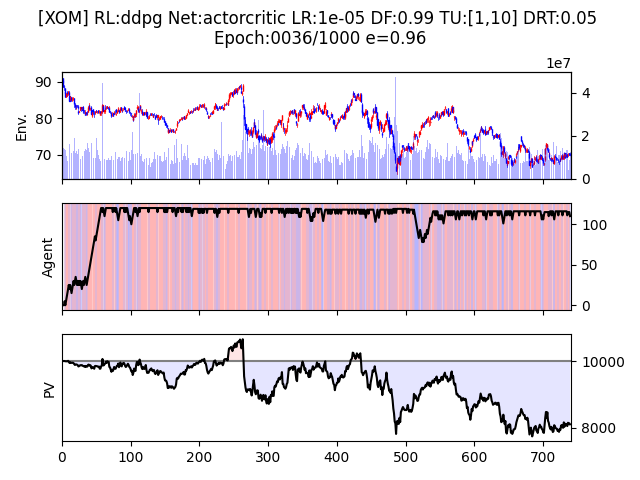 [XOM] RL:ddpg Net:actorcritic LR:1e-05 DF:0.99 TU:[1,10] DRT:0.05
Epoch:0036/1000 e=0.96
1e7
Env.
90
80
70
4
2
0
Agent
100
50
0
PV
10000
8000
0 100 200 300 400 500 600 700